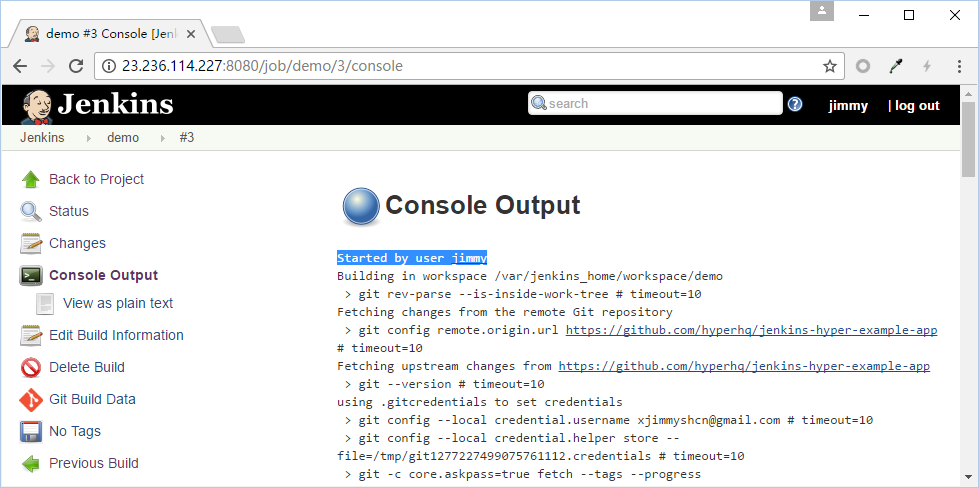 demo #3 Console [Jenk
23.236.114.227:8080/job/demo/3/console
Jenkins
search
?
jimmy
| log out
Jenkins
demo
#3
Back to Project
Status
Changes
Console Output
View as plain text
Edit Build Information
Delete Build
Git Build Data
No Tags
Previous Build
Console Output
Started by user jimmy
Building in workspace /var/jenkins_home/workspace/demo
> git rev-parse --is-inside-work-tree # timeout=10
Fetching changes from the remote Git repository
> git config remote.origin.url https://github.com/hyperhq/jenkins-hyper-example-app
# timeout=10
Fetching upstream changes from https://github.com/hyperhq/jenkins-hyper-example-app
> git --version # timeout=10
using .gitcredentials to set credentials
> git config --local credential.username xjimmyshcn@gmail.com # timeout=10
> git config --local credential.helper store --
file=/tmp/git1277227499075761112.credentials # timeout=10
> git -c core.askpass=true fetch --tags --progress